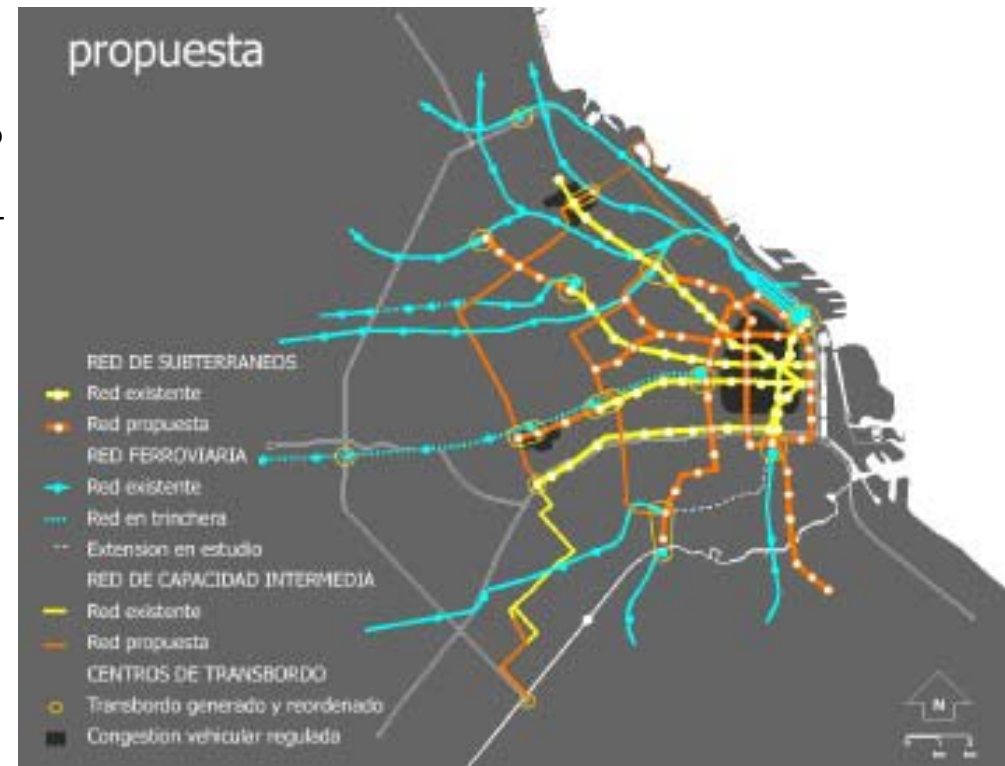 propuesta
RED DE SUBTERRANEOS
Red existente
Red propuesta
RED FERROVIARIA
Red existente
Red en trinchera
Extension en estudio
RED DE CAPACIDAD INTERMEDIA
Red existente
Red propuesta
CENTROS DE TRANSBORDO
Transbordo generado y reordenado
Congestion vehicular regulada
N